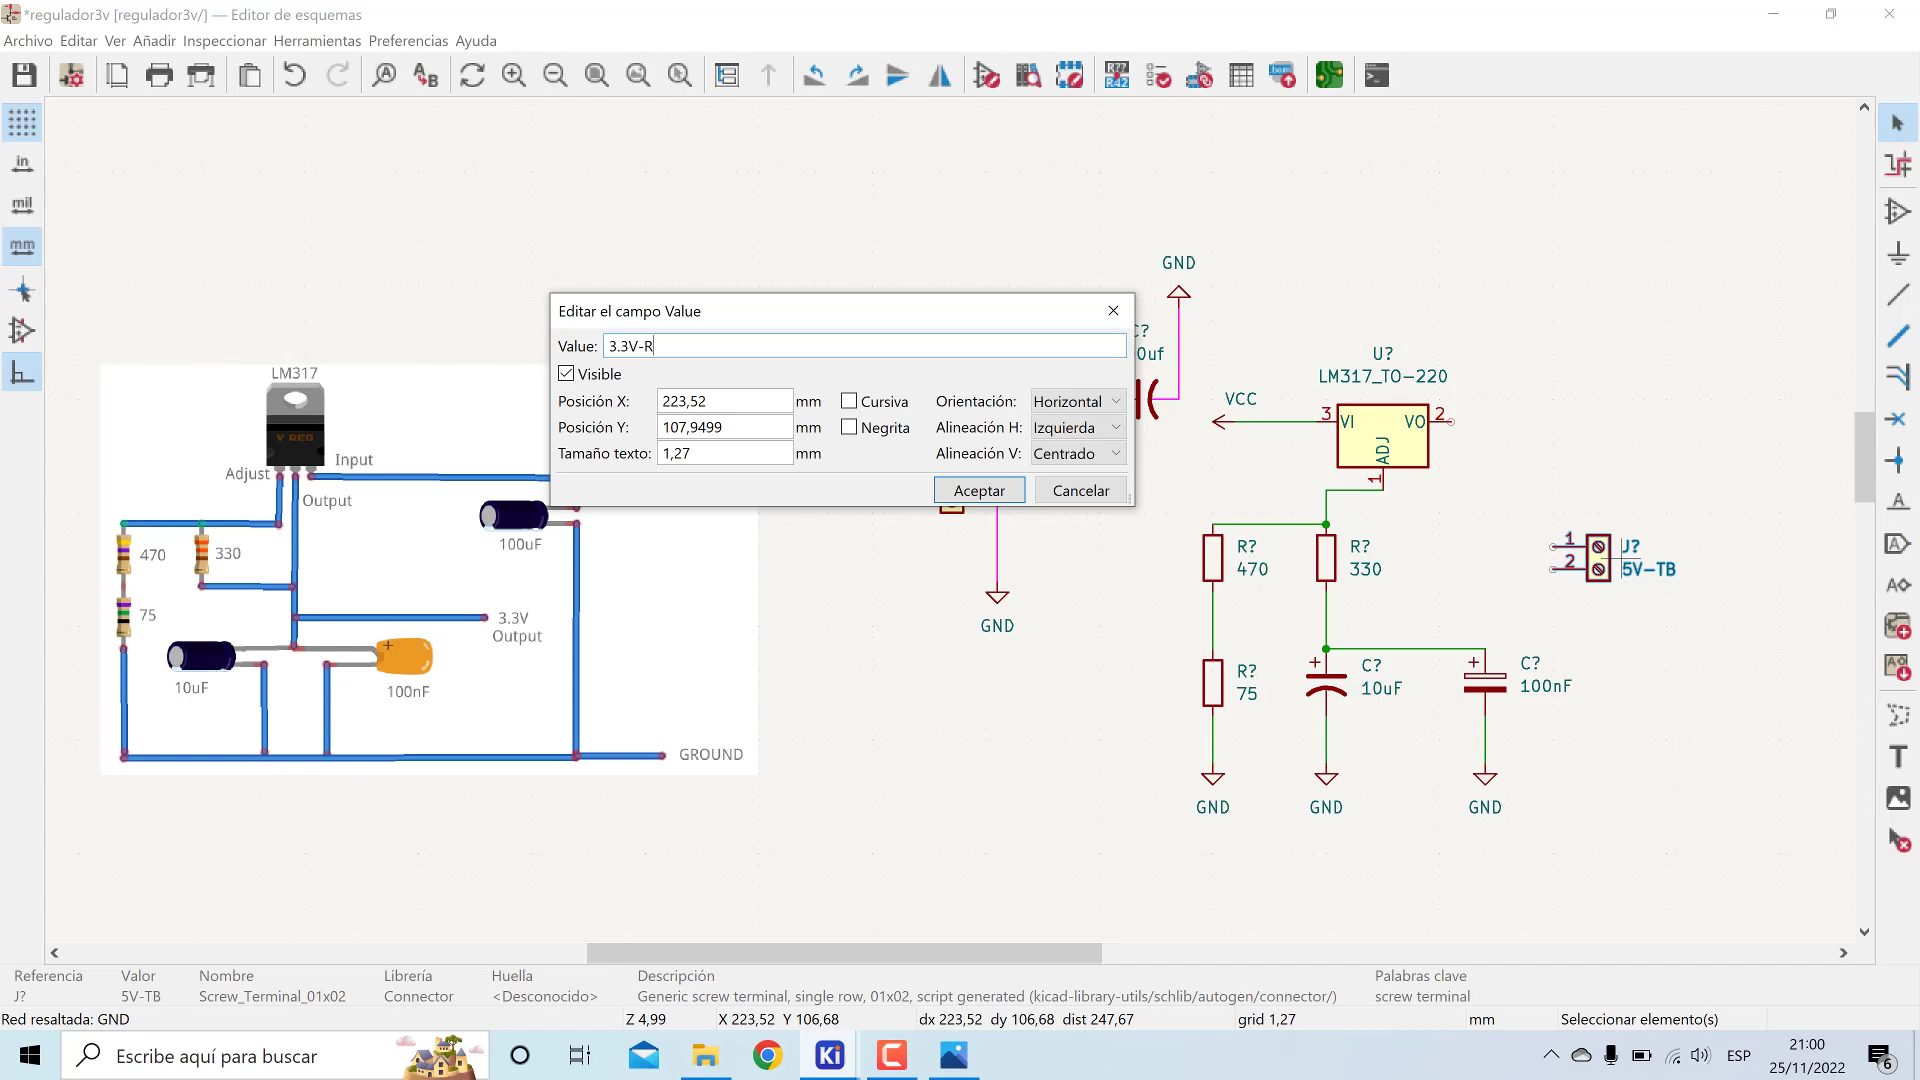 *regulador3v [regulador3v/] — Editor de esquemas
Archivo Editar Ver Añadir Inspeccionar Herramientas Preferencias Ayuda
Editar el campo Value
Value: 3.3V-R
Visible
Posición X: 223,52 mm Cursiva Orientación: Horizontal
Posición Y: 107,9499 mm Negrita Alineación H: Izquierda
Tamaño texto: 1,27 mm Alineación V: Centrado
Aceptar Cancelar
in
mil
mm
LM317
V REG
Adjust
Input
Output
470
330
75
100uF
3.3V
Output
10uF
100nF
GROUND
GND
GND
VCC
U?
LM317_TO-220
3 VI VO 2
ADJ
1
R?
470
R?
330
R?
75
C?
10uF
C?
100nF
GND
GND
GND
1
2
J?
5V-TB
Referencia Valor Nombre Librería Huella Descripción Palabras clave
J? 5V-TB Screw_Terminal_01x02 Connector <Desconocido> Generic screw terminal, single row, 01x02, script generated (kicad-library-utils/schlib/autogen/connector/) screw terminal
Red resaltada: GND Z 4,99 X 223,52 Y 106,68 dx 223,52 dy 106,68 dist 247,67 grid 1,27 mm Seleccionar elemento(s)
Escribe aquí para buscar
Ki
ESP
21:00
25/11/2022
6